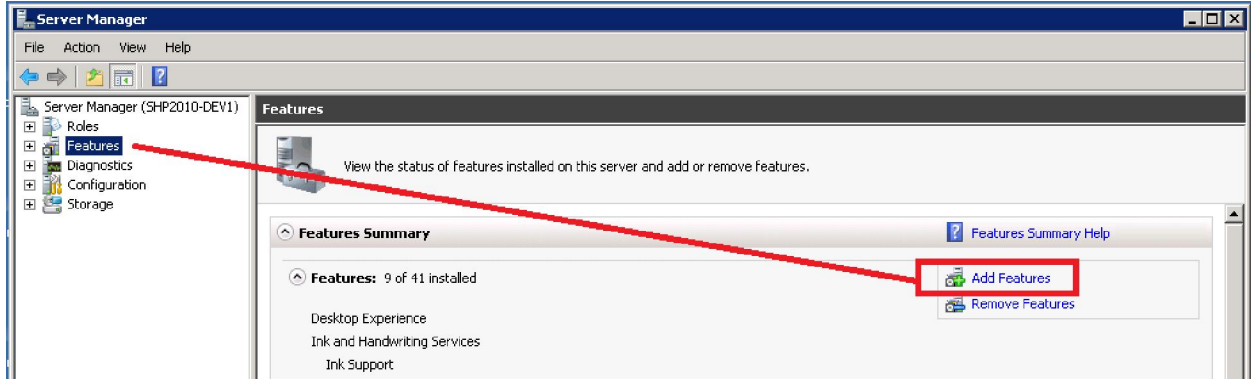 Server Manager
File Action View Help
Server Manager (SHP2010-DEV1)
Roles
Features
Diagnostics
Configuration
Storage
Features
View the status of features installed on this server and add or remove features.
Features Summary
Features Summary Help
Features: 9 of 41 installed
Add Features
Remove Features
Desktop Experience
Ink and Handwriting Services
Ink Support